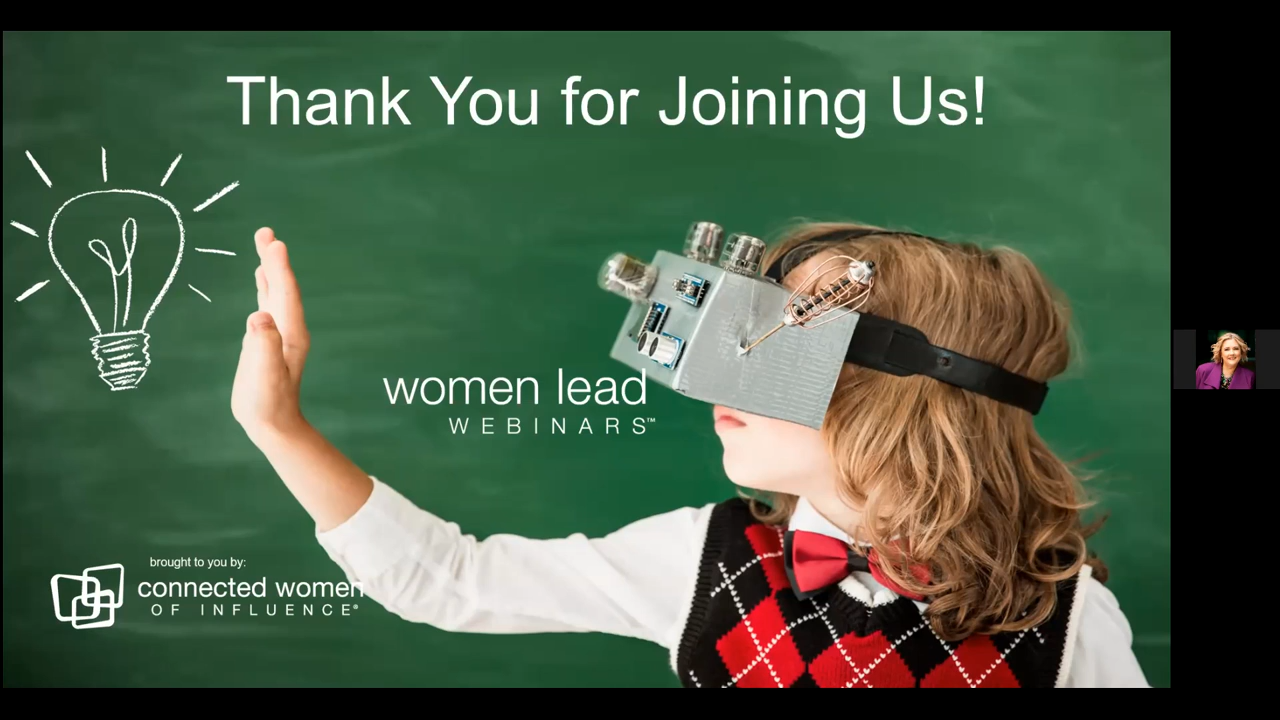 Thank You for Joining Us!
women lead
WEBINARS™
brought to you by:
connected women
OF INFLUENCE®